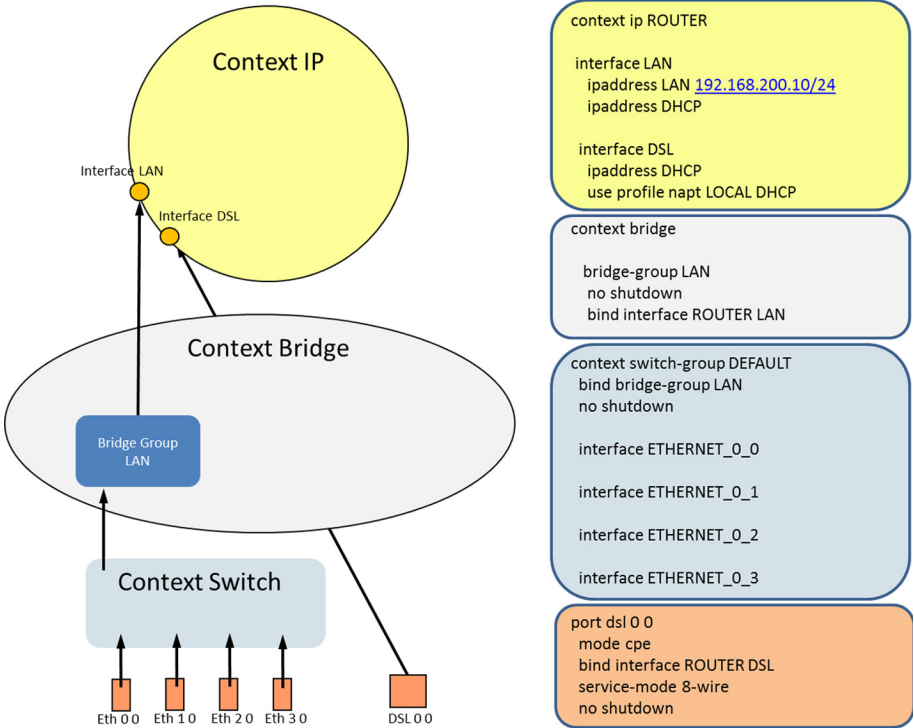 Context IP
Interface LAN
Interface DSL
Context Bridge
Bridge Group
LAN
Context Switch
Eth 0 0
Eth 1 0
Eth 2 0
Eth 3 0
DSL 0 0
context ip ROUTER
interface LAN
ipaddress LAN 192.168.200.10/24
ipaddress DHCP
interface DSL
ipaddress DHCP
use profile napt LOCAL DHCP
context bridge
bridge-group LAN
no shutdown
bind interface ROUTER LAN
context switch-group DEFAULT
bind bridge-group LAN
no shutdown
interface ETHERNET_0_0
interface ETHERNET_0_1
interface ETHERNET_0_2
interface ETHERNET_0_3
port dsl 0 0
mode cpe
bind interface ROUTER DSL
service-mode 8-wire
no shutdown